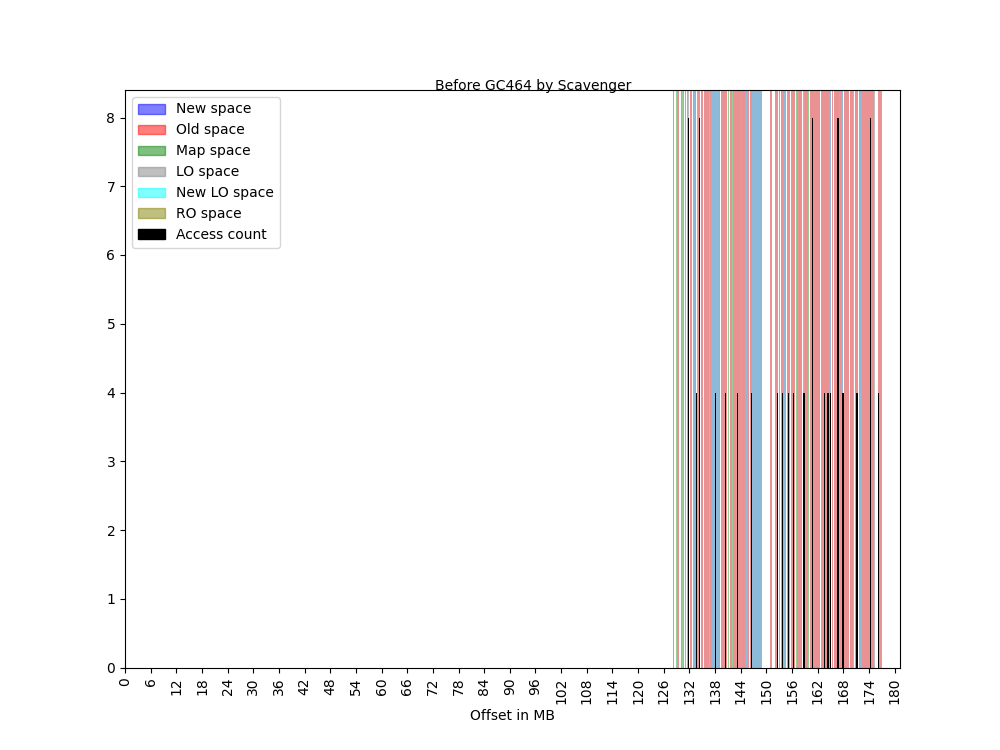 Before GC464 by Scavenger
New space
Old space
Map space
LO space
New LO space
RO space
Access count
8
7
6
5
4
3
2
1
0
0 6 12 18 24 30 36 42 48 54 60 66 72 78 84 90 96 102 108 114 120 126 132 138 144 150 156 162 168 174 180
Offset in MB